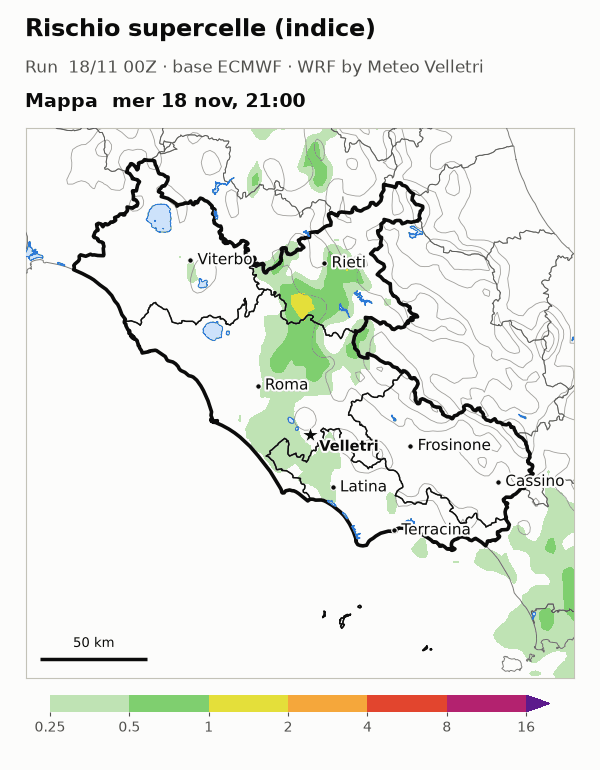 Rischio supercelle (indice)
Run  18/11 00Z · base ECMWF · WRF by Meteo Velletri
Mappa  mer 18 nov, 21:00
Viterbo
Rieti
Roma
Velletri
Frosinone
Cassino
Latina
Terracina
50 km
0.25 0.5 1 2 4 8 16